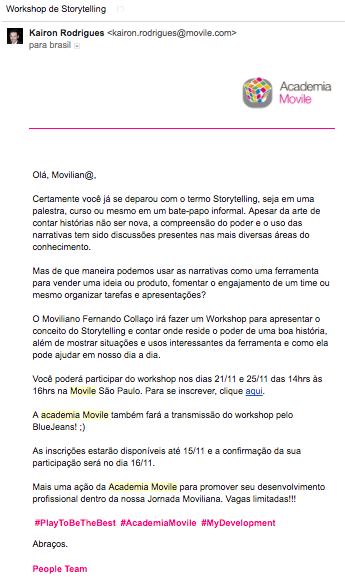 Workshop de Storytelling
Kairon Rodrigues <kairon.rodrigues@movile.com>
para brasil
Academia
Movile
Olá, Movilian@,
Certamente você já se deparou com o termo Storytelling, seja em uma
palestra, curso ou mesmo em um bate-papo informal. Apesar da arte de
contar histórias não ser nova, a compreensão do poder e o uso das
narrativas tem sido discussões presentes nas mais diversas áreas do
conhecimento.
Mas de que maneira podemos usar as narrativas como uma ferramenta
para vender uma ideia ou produto, fomentar o engajamento de um time ou
mesmo organizar tarefas e apresentações?
O Moviliano Fernando Collaço irá fazer um Workshop para apresentar o
conceito do Storytelling e contar onde reside o poder de uma boa história,
além de mostrar situações e usos interessantes da ferramenta e como ela
pode ajudar em nosso dia a dia.
Você poderá participar do workshop nos dias 21/11 e 25/11 das 14hrs às
16hrs na Movile São Paulo. Para se inscrever, clique aqui.
A academia Movile também fará a transmissão do workshop pelo
BlueJeans! ;)
As inscrições estarão disponíveis até 15/11 e a confirmação da sua
participação será no dia 16/11.
Mais uma ação da Academia Movile para promover seu desenvolvimento
profissional dentro da nossa Jornada Moviliana. Vagas limitadas!!!
#PlayToBeTheBest #AcademiaMovile #MyDevelopment
Abraços.
People Team